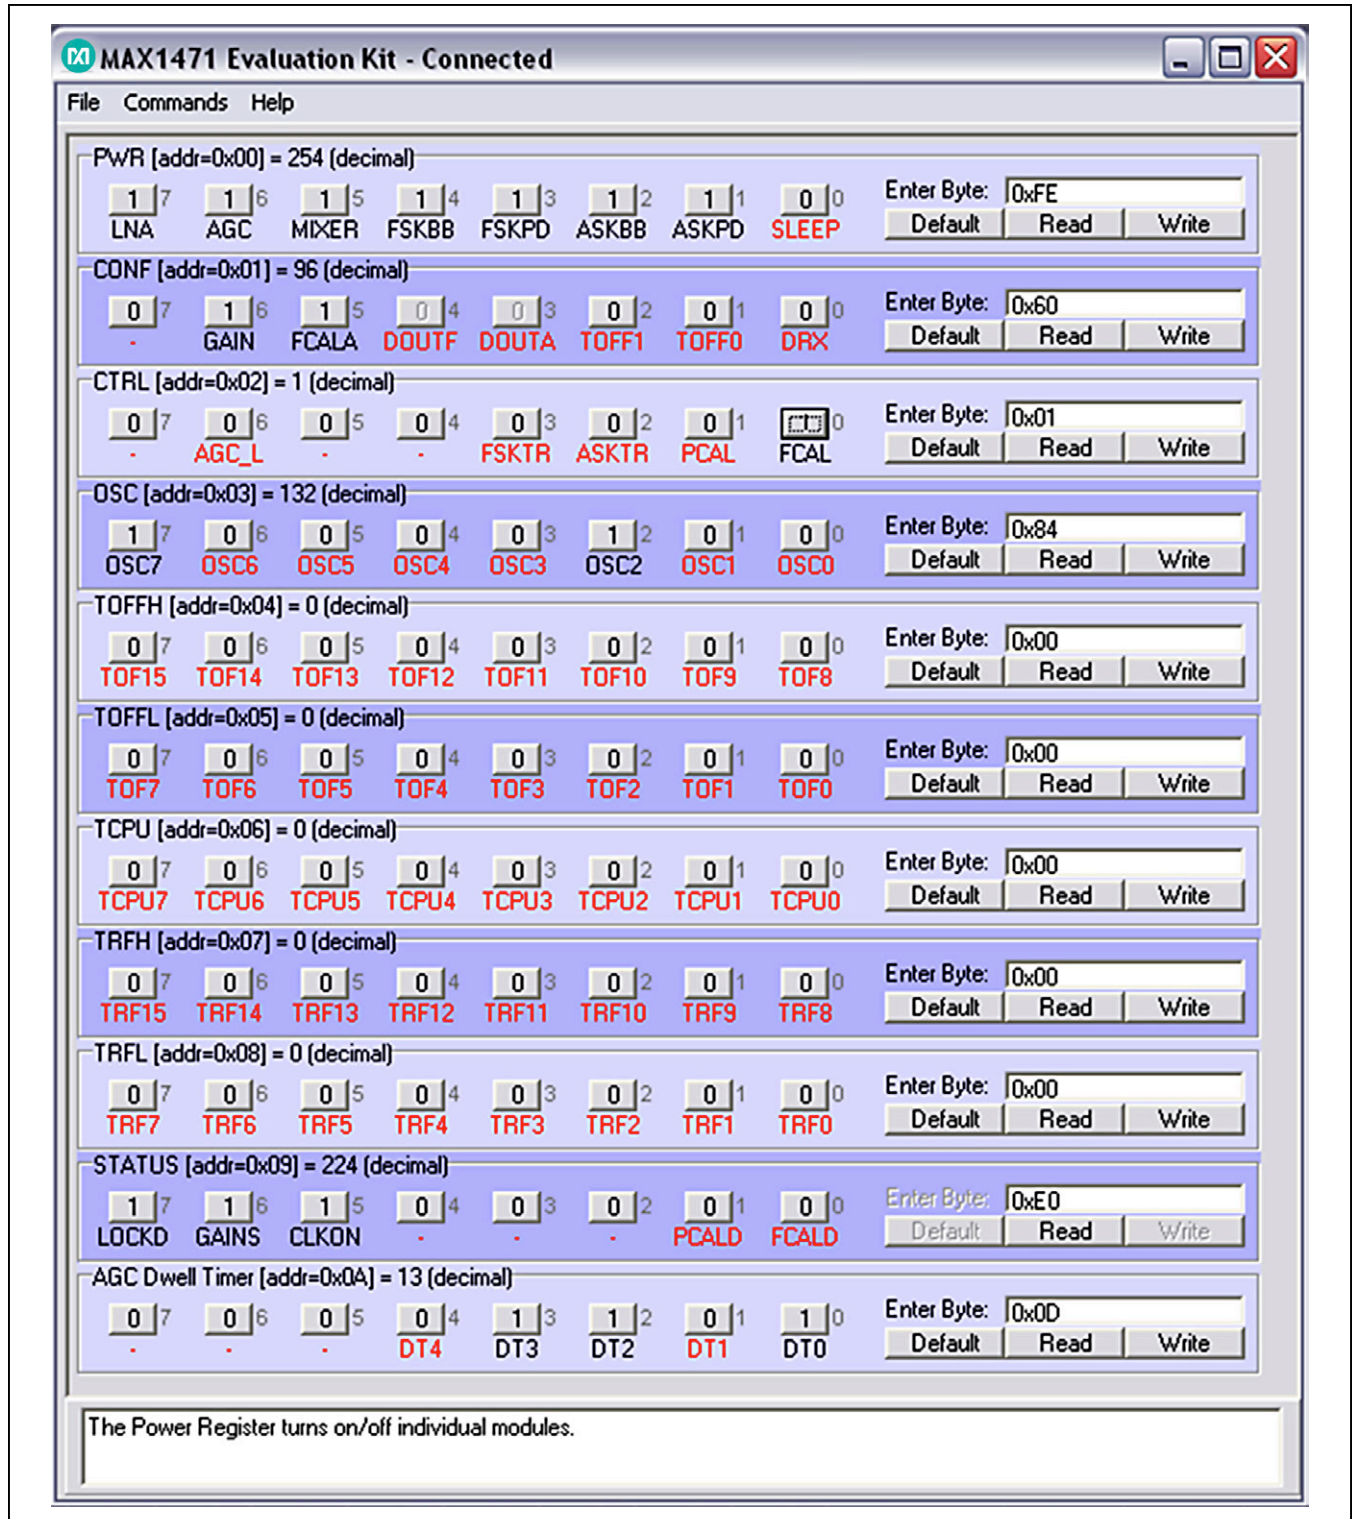 MAX1471 Evaluation Kit - Connected
File Commands Help
PWR [addr=0x00] = 254 (decimal)
1 7 1 6 1 5 1 4 1 3 1 2 1 1 0 0 Enter Byte: 0xFE
LNA AGC MIXER FSKBB FSKPD ASKBB ASKPD SLEEP Default Read Write
CONF [addr=0x01] = 96 (decimal)
0 7 1 6 1 5 0 4 0 3 0 2 0 1 0 0 Enter Byte: 0x60
- GAIN FCALA DOUTF DOUTA TOFF1 TOFF0 DRX Default Read Write
CTRL [addr=0x02] = 1 (decimal)
0 7 0 6 0 5 0 4 0 3 0 2 0 1 1 0 Enter Byte: 0x01
- AGC_L - - FSKTR ASKTR PCAL FCAL Default Read Write
OSC [addr=0x03] = 132 (decimal)
1 7 0 6 0 5 0 4 0 3 1 2 0 1 0 0 Enter Byte: 0x84
OSC7 OSC6 OSC5 OSC4 OSC3 OSC2 OSC1 OSC0 Default Read Write
TOFFH [addr=0x04] = 0 (decimal)
0 7 0 6 0 5 0 4 0 3 0 2 0 1 0 0 Enter Byte: 0x00
TOF15 TOF14 TOF13 TOF12 TOF11 TOF10 TOF9 TOF8 Default Read Write
TOFFL [addr=0x05] = 0 (decimal)
0 7 0 6 0 5 0 4 0 3 0 2 0 1 0 0 Enter Byte: 0x00
TOF7 TOF6 TOF5 TOF4 TOF3 TOF2 TOF1 TOF0 Default Read Write
TCPU [addr=0x06] = 0 (decimal)
0 7 0 6 0 5 0 4 0 3 0 2 0 1 0 0 Enter Byte: 0x00
TCPU7 TCPU6 TCPU5 TCPU4 TCPU3 TCPU2 TCPU1 TCPU0 Default Read Write
TRFH [addr=0x07] = 0 (decimal)
0 7 0 6 0 5 0 4 0 3 0 2 0 1 0 0 Enter Byte: 0x00
TRF15 TRF14 TRF13 TRF12 TRF11 TRF10 TRF9 TRF8 Default Read Write
TRFL [addr=0x08] = 0 (decimal)
0 7 0 6 0 5 0 4 0 3 0 2 0 1 0 0 Enter Byte: 0x00
TRF7 TRF6 TRF5 TRF4 TRF3 TRF2 TRF1 TRF0 Default Read Write
STATUS [addr=0x09] = 224 (decimal)
1 7 1 6 1 5 0 4 0 3 0 2 0 1 0 0 Enter Byte: 0xE0
LOCKD GAINS CLKON - - - PCALD FCALD Default Read Write
AGC Dwell Timer [addr=0x0A] = 13 (decimal)
0 7 0 6 0 5 0 4 1 3 1 2 0 1 1 0 Enter Byte: 0x0D
- - - DT4 DT3 DT2 DT1 DT0 Default Read Write
The Power Register turns on/off individual modules.